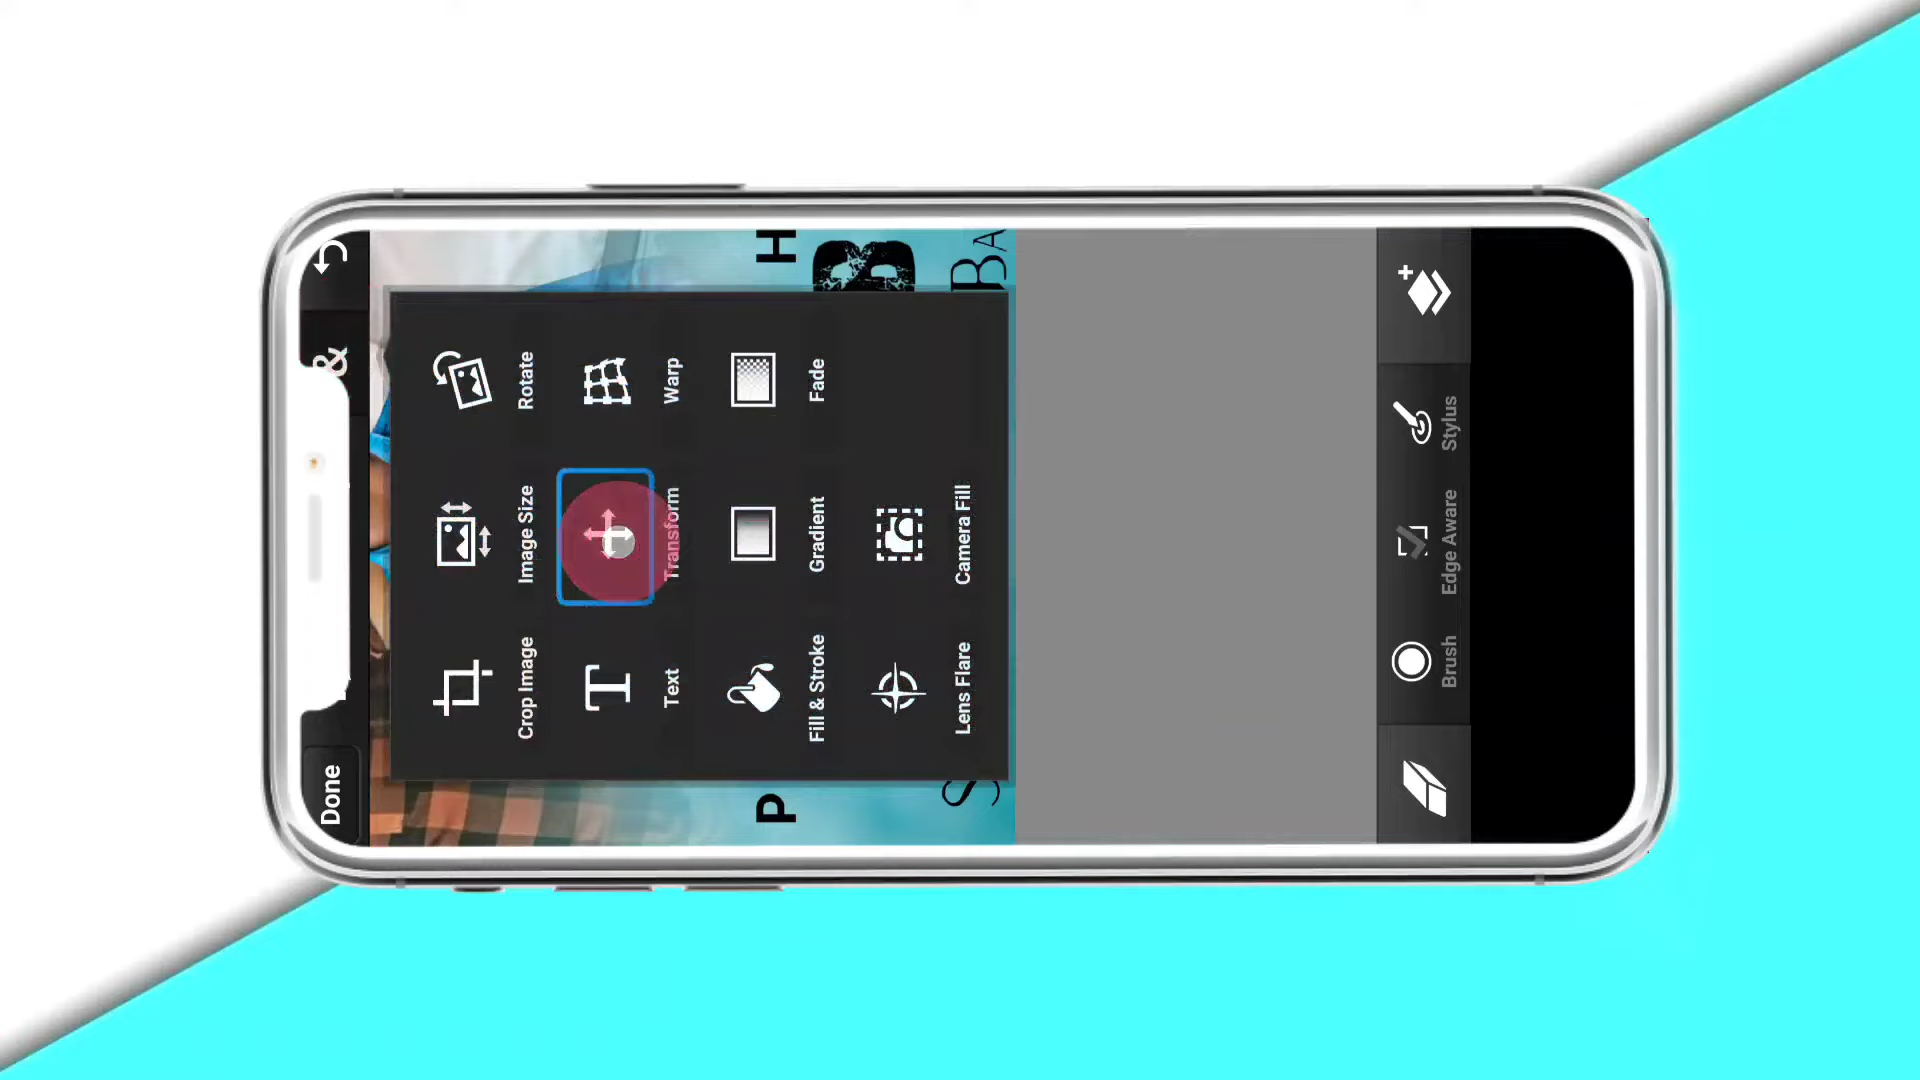 Done
&
Crop Image
Image Size
Rotate
Text
Transform
Warp
Fill & Stroke
Gradient
Fade
Lens Flare
Camera Fill
P
H
B
S
Ba
Brush
Edge Aware
Stylus